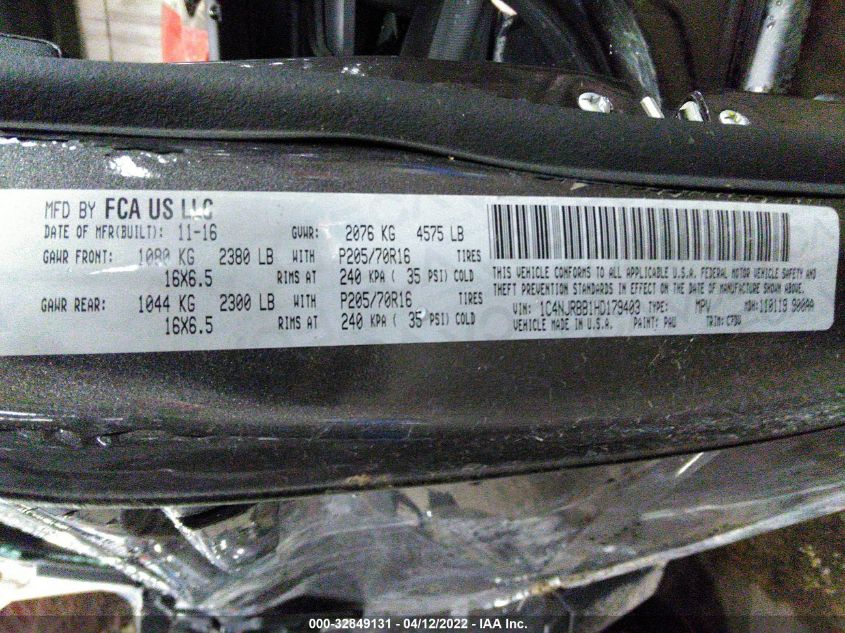 MFD BY FCA US LLC
DATE OF MFR(BUILT): 11-16 GVWR: 2076 KG 4575 LB
GAWR FRONT: 1080 KG 2380 LB WITH P205/70R16 TIRES
16X6.5 RIMS AT 240 KPA ( 35 PSI) COLD
GAWR REAR: 1044 KG 2300 LB WITH P205/70R16 TIRES
16X6.5 RIMS AT 240 KPA ( 35 PSI) COLD
THIS VEHICLE CONFORMS TO ALL APPLICABLE U.S.A. FEDERAL MOTOR VEHICLE SAFETY AND
THEFT PREVENTION STANDARDS IN EFFECT ON THE DATE OF MANUFACTURE SHOWN ABOVE.
VIN: 1C4NJRBB1HD179403 TYPE: MPV MDH: 110119 900AA
VEHICLE MADE IN U.S.A. PAINT: PAU TRIM:
000-32849131 - 04/12/2022 - IAA Inc.